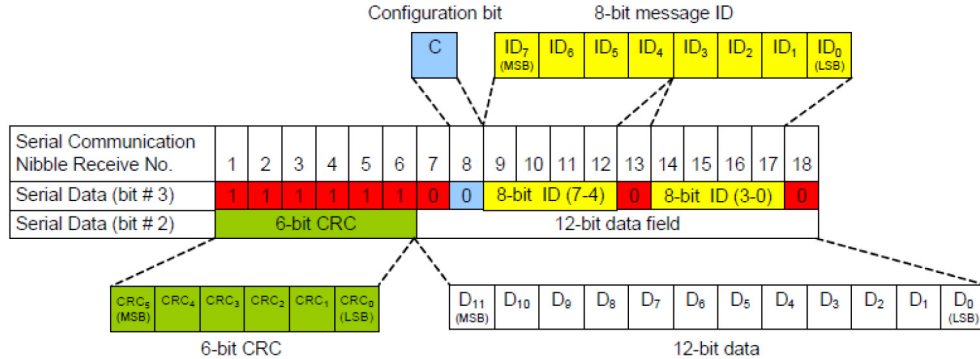 Configuration bit 8-bit message ID
C ID₇ (MSB) ID₆ ID₅ ID₄ ID₃ ID₂ ID₁ ID₀ (LSB)
Serial Communication
Nibble Receive No. 1 2 3 4 5 6 7 8 9 10 11 12 13 14 15 16 17 18
Serial Data (bit # 3) 1 1 1 1 1 1 0 0 8-bit ID (7-4) 0 8-bit ID (3-0) 0
Serial Data (bit # 2) 6-bit CRC 12-bit data field
CRC₅ (MSB) CRC₄ CRC₃ CRC₂ CRC₁ CRC₀ (LSB) D₁₁ (MSB) D₁₀ D₉ D₈ D₇ D₆ D₅ D₄ D₃ D₂ D₁ D₀ (LSB)
6-bit CRC 12-bit data